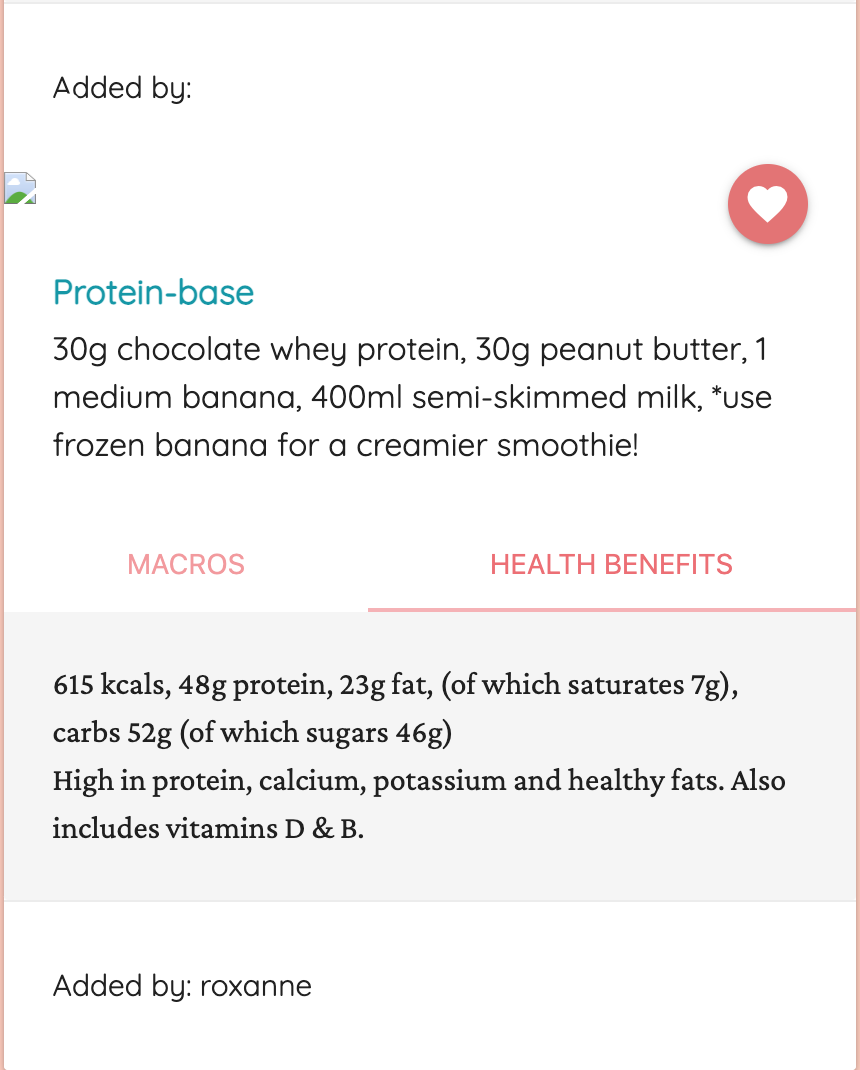 Added by:
Protein-base
30g chocolate whey protein, 30g peanut butter, 1
medium banana, 400ml semi-skimmed milk, *use
frozen banana for a creamier smoothie!
MACROS
HEALTH BENEFITS
615 kcals, 48g protein, 23g fat, (of which saturates 7g),
carbs 52g (of which sugars 46g)
High in protein, calcium, potassium and healthy fats. Also
includes vitamins D & B.
Added by: roxanne